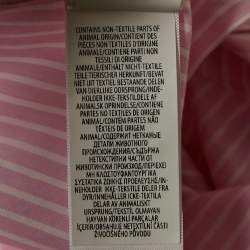 CONTAINS NON-TEXTILE PARTS OF
ANIMAL ORIGIN/CONTIENT DES
PIÈCES NON TEXTILES D'ORIGINE
ANIMALE/CONTIENE PARTI NON
TESSILI DI ORIGINE
ANIMALE/ENTHÄLT NICHT-TEXTILE
TEILE TIERISCHER HERKUNFT/BEVAT
NIET UIT TEXTIEL BESTAANDE DELEN
VAN DIERLIJKE OORSPRONG/INDE-
HOLDER IKKE-TEKSTILDELE AF
ANIMALSK OPRINDELSE/CONTIENE
PARTES NO TEXTILES DE ORIGEN
ANIMAL/CONTÉM PARTES NÃO
TÊXTEIS DE ORIGEM
ANIMAL/СОДЕРЖИТ НЕТКАНЫЕ
ДЕТАЛИ ЖИВОТНОГО
ПРОИСХОЖДЕНИЯ/СЪДЪРЖА
НЕТЕКСТИЛНИ ЧАСТИ ОТ
ЖИВОТИНСКИ ПРОИЗХОД/ΠΕΡΙΕΧΕΙ
ΜΗ ΚΛΩΣΤΟΫΦΑΝΤΟΥΡΓΙΚΑ
ΣΥΣΤΑΤΙΚΑ ΖΩΙΚΗΣ ΠΡΟΕΛΕΥΣΗΣ/IN-
HOLDER IKKE-TEKSTILE DELER FRA
DYR/INNEHÅLLER ICKE-TEXTILA
DELAR AV ANIMALISKT
URSPRUNG/TEKSTIL OLMAYAN
HAYVAN KÖKENLİ PARÇALAR
İÇERİR/OBSAHUJE NETEXTILNÍ ČÁSTI
ŽIVOČIŠNÉHO PŮVODU